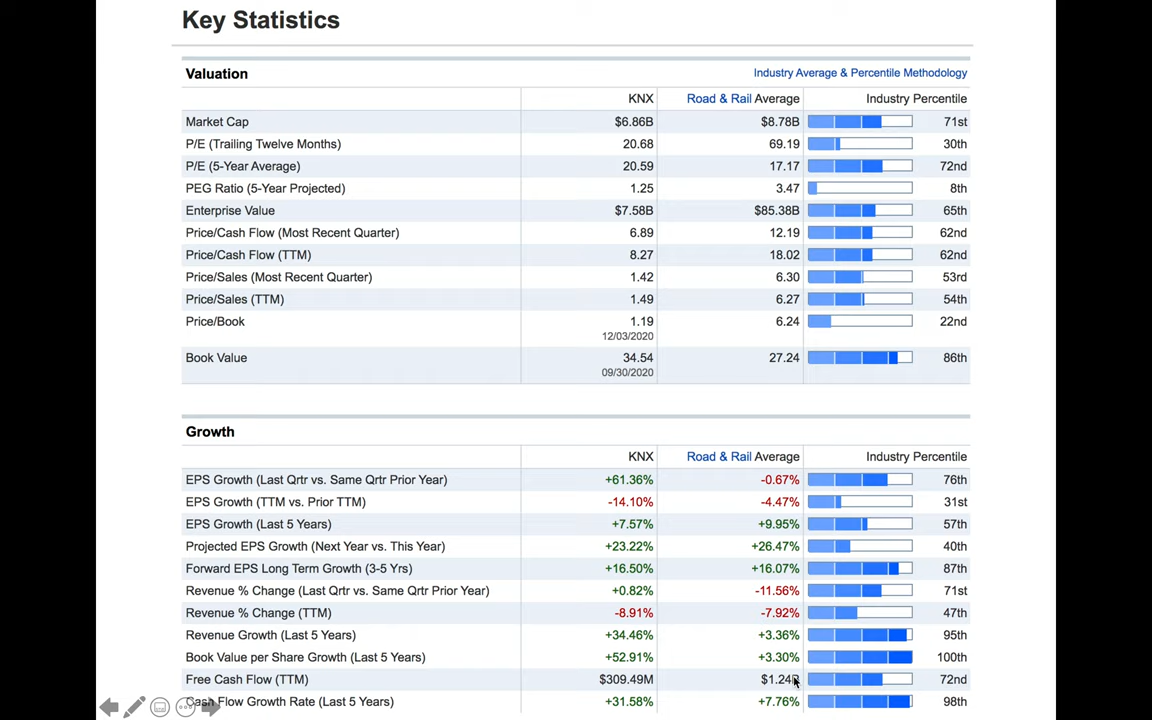 Key Statistics
Valuation Industry Average & Percentile Methodology
KNX Road & Rail Average Industry Percentile
Market Cap $6.86B $8.78B 71st
P/E (Trailing Twelve Months) 20.68 69.19 30th
P/E (5-Year Average) 20.59 17.17 72nd
PEG Ratio (5-Year Projected) 1.25 3.47 8th
Enterprise Value $7.58B $85.38B 65th
Price/Cash Flow (Most Recent Quarter) 6.89 12.19 62nd
Price/Cash Flow (TTM) 8.27 18.02 62nd
Price/Sales (Most Recent Quarter) 1.42 6.30 53rd
Price/Sales (TTM) 1.49 6.27 54th
Price/Book 1.19 6.24 22nd
12/03/2020
Book Value 34.54 27.24 86th
09/30/2020
Growth
KNX Road & Rail Average Industry Percentile
EPS Growth (Last Qrtr vs. Same Qrtr Prior Year) +61.36% -0.67% 76th
EPS Growth (TTM vs. Prior TTM) -14.10% -4.47% 31st
EPS Growth (Last 5 Years) +7.57% +9.95% 57th
Projected EPS Growth (Next Year vs. This Year) +23.22% +26.47% 40th
Forward EPS Long Term Growth (3-5 Yrs) +16.50% +16.07% 87th
Revenue % Change (Last Qrtr vs. Same Qrtr Prior Year) +0.82% -11.56% 71st
Revenue % Change (TTM) -8.91% -7.92% 47th
Revenue Growth (Last 5 Years) +34.46% +3.36% 95th
Book Value per Share Growth (Last 5 Years) +52.91% +3.30% 100th
Free Cash Flow (TTM) $309.49M 72nd
Cash Flow Growth Rate (Last 5 Years) +31.58% +7.76% 98th